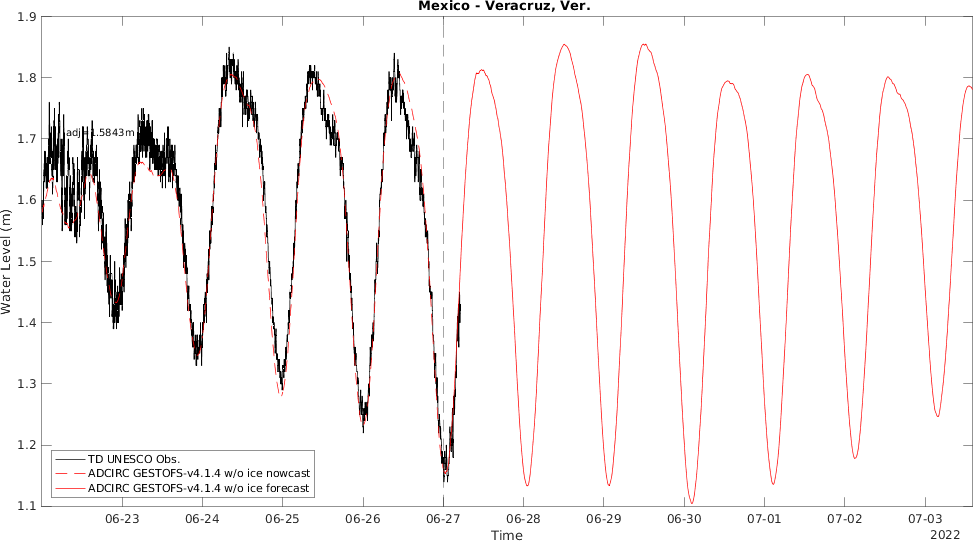 Mexico - Veracruz, Ver.
1.9
1.8
1.7
1.6
1.5
1.4
1.3
1.2
1.1
Water Level (m)
adj=1.5843m
TD UNESCO Obs.
ADCIRC GESTOFS-v4.1.4 w/o ice nowcast
ADCIRC GESTOFS-v4.1.4 w/o ice forecast
06-23 06-24 06-25 06-26 06-27 06-28 06-29 06-30 07-01 07-02 07-03
Time
2022